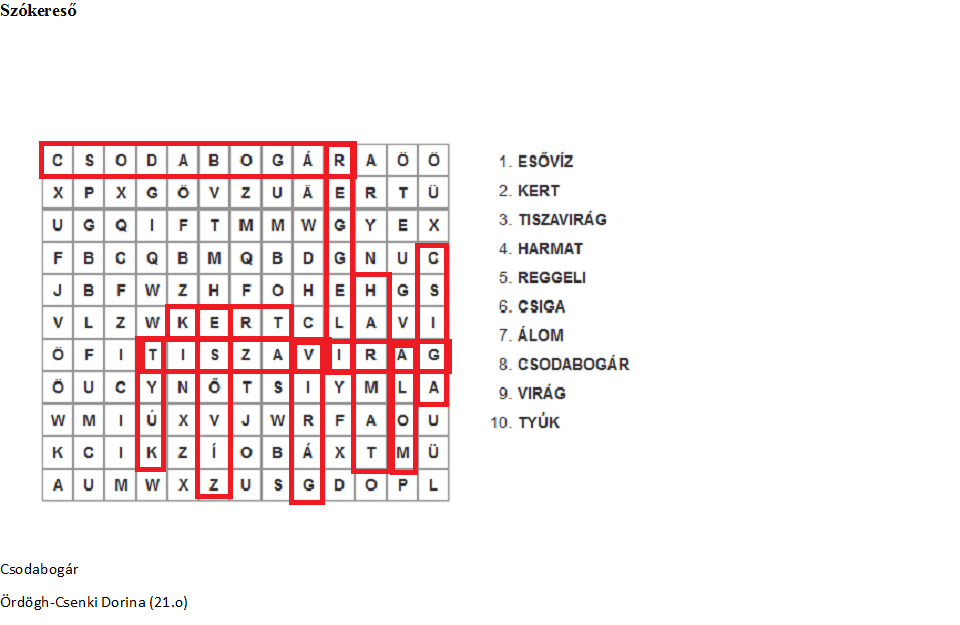 Szókereső
C S O D A B O G Á R A Ö Ö
X P X G Ő V Z U Ä E R T Ü
U G Q I F T M M W G Y E X
F B C Q B M Q B D G N U C
J B F W Z H F O H E H G S
V L Z W K E R T C L A V I
Ö F I T I S Z A V I R A G
Ő U C Y N Ő T S I Y M L A
W M I Ú X V J W R F A O U
K C I K Z Í O B Á X T M Ü
A U M W X Z U S G D O P L
1. ESŐVÍZ
2. KERT
3. TISZAVIRÁG
4. HARMAT
5. REGGELI
6. CSIGA
7. ÁLOM
8. CSODABOGÁR
9. VIRÁG
10. TYÚK
Csodabogár
Ördögh-Csenki Dorina (21.o)